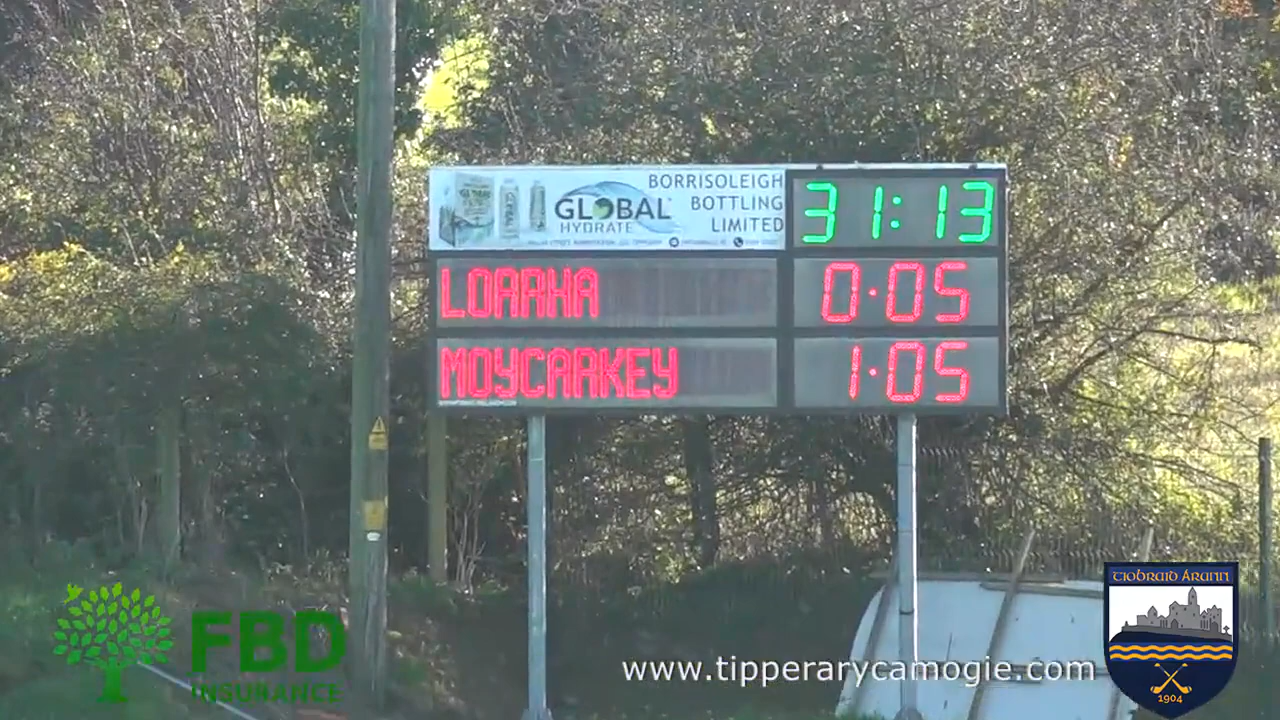 GLOBAL
HYDRATE
BORRISOLEIGH
BOTTLING
LIMITED
31:13
LORRHA
0·05
MOYCARKEY
1·05
FBD
INSURANCE
www.tipperarycamogie.com
Tiobraid Árann
1904